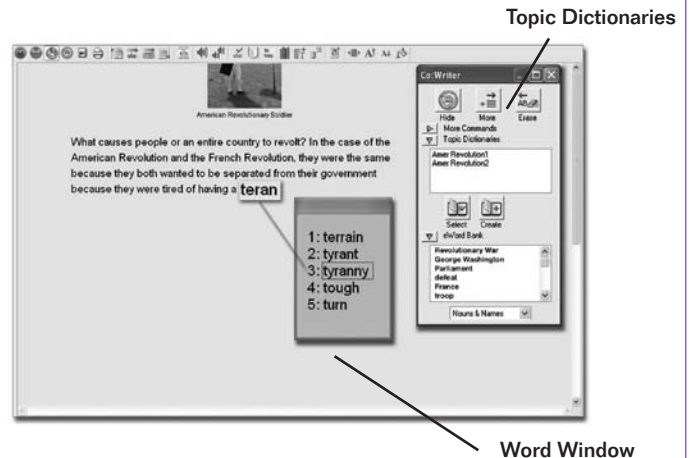 Topic Dictionaries
Co:Writer
Hide More Erase
More Commands
Topic Dictionaries
Amer Revolution1
Amer Revolution2
Select Create
eWord Bank
Revolutionary War
George Washington
Parliament
defeat
France
troop
Nouns & Names
American Revolutionary Soldier
What causes people or an entire country to revolt? In the case of the
American Revolution and the French Revolution, they were the same
because they both wanted to be separated from their government
because they were tired of having a teran
1: terrain
2: tyrant
3: tyranny
4: tough
5: turn
Word Window